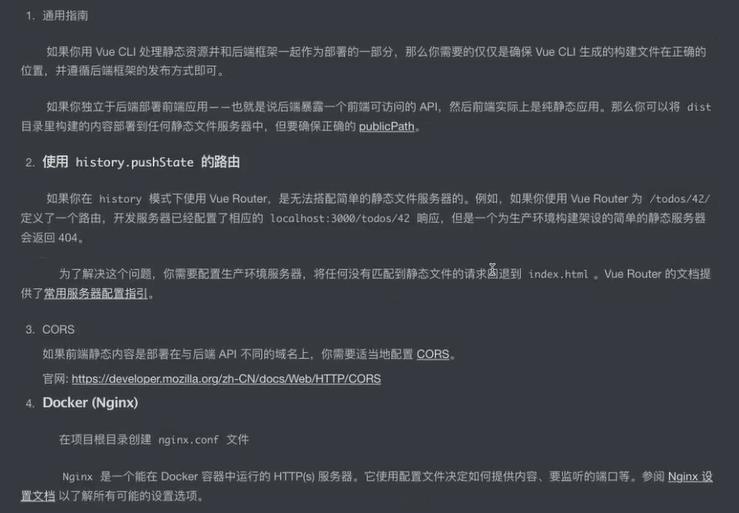 1. 通用指南
如果你用 Vue CLI 处理静态资源并和后端框架一起作为部署的一部分，那么你需要的仅仅是确保 Vue CLI 生成的构建文件在正确的
位置，并遵循后端框架的发布方式即可。
如果你独立于后端部署前端应用——也就是说后端暴露一个前端可访问的 API，然后前端实际上是纯静态应用。那么你可以将 dist
目录里构建的内容部署到任何静态文件服务器中，但要确保正确的 publicPath。
2. 使用 history.pushState 的路由
如果你在 history 模式下使用 Vue Router，是无法搭配简单的静态文件服务器的。例如，如果你使用 Vue Router 为 /todos/42/
定义了一个路由，开发服务器已经配置了相应的 localhost:3000/todos/42 响应，但是一个为生产环境构建架设的简单的静态服务器
会返回 404。
为了解决这个问题，你需要配置生产环境服务器，将任何没有匹配到静态文件的请求回退到 index.html 。Vue Router 的文档提
供了常用服务器配置指引。
3. CORS
如果前端静态内容是部署在与后端 API 不同的域名上，你需要适当地配置 CORS。
官网: https://developer.mozilla.org/zh-CN/docs/Web/HTTP/CORS
4. Docker (Nginx)
在项目根目录创建 nginx.conf 文件
Nginx 是一个能在 Docker 容器中运行的 HTTP(s) 服务器。它使用配置文件决定如何提供内容、要监听的端口等。参阅 Nginx 设
置文档 以了解所有可能的设置选项。